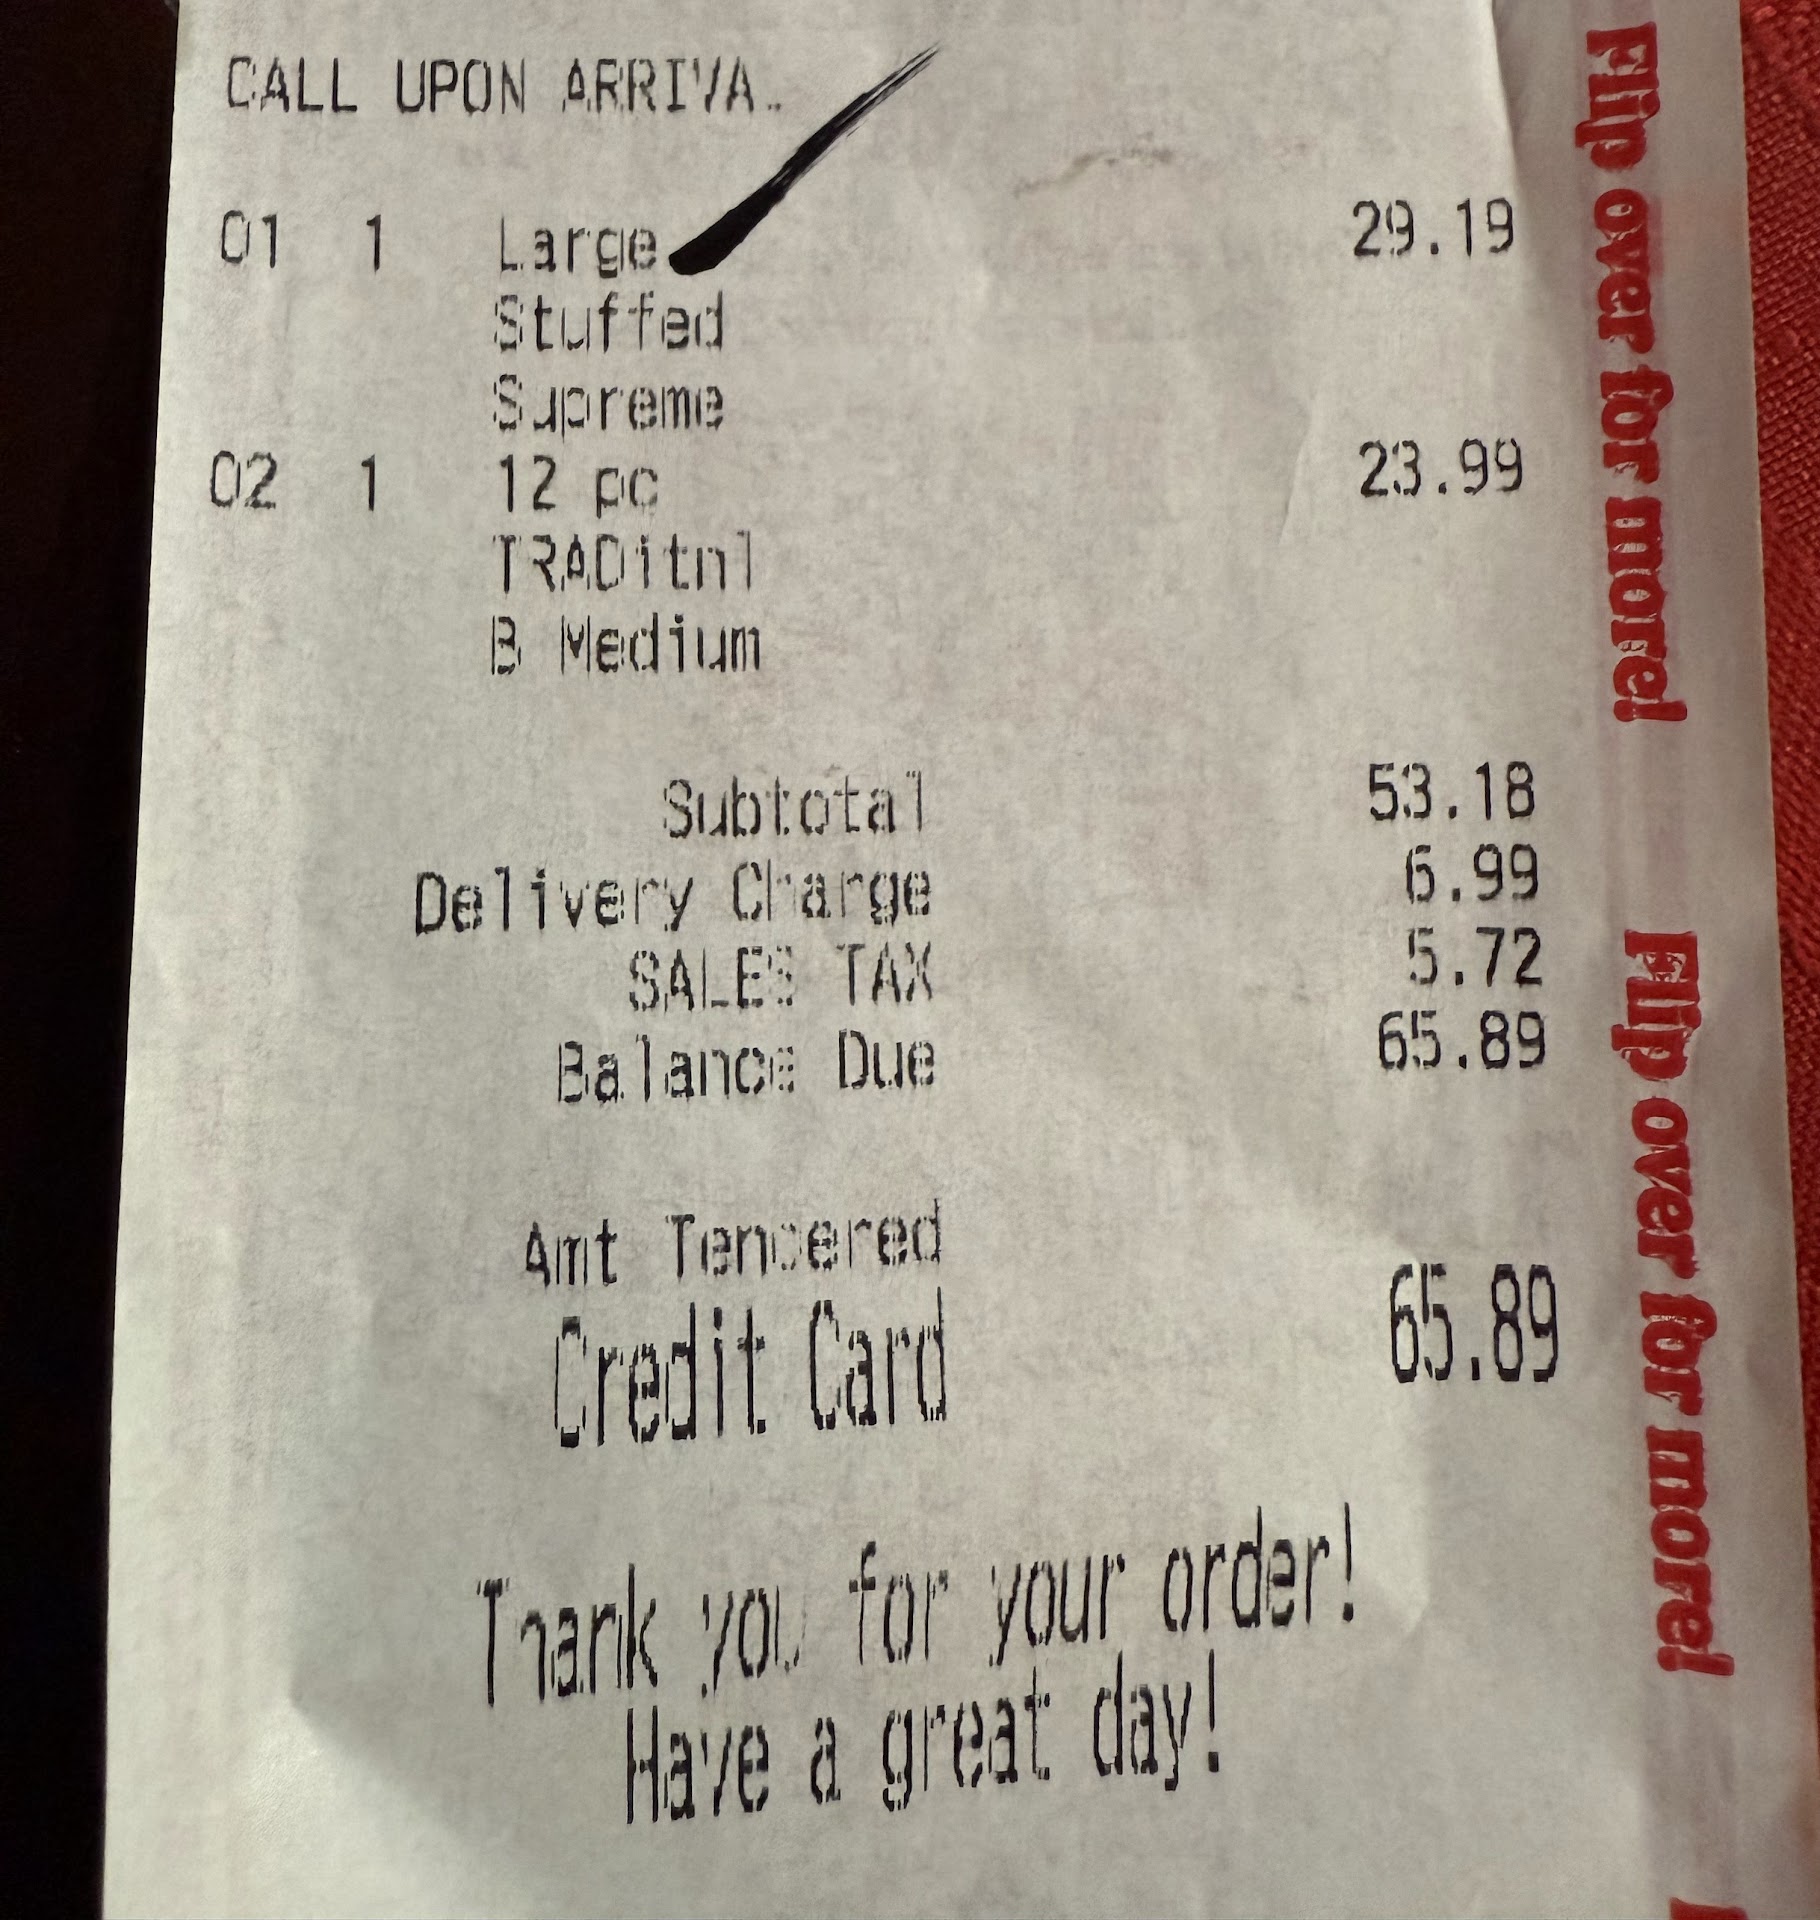 CALL UPON ARRIVAL
01 1 Large 29.19
Stuffed
Supreme
02 1 12 pc 23.99
TRADitnl
B Medium
Subtotal 53.18
Delivery Charge 6.99
SALES TAX 5.72
Balance Due 65.89
Amt Tendered
Credit Card 65.89
Thank you for your order!
Have a great day!
Flip over for more!
Flip over for more!